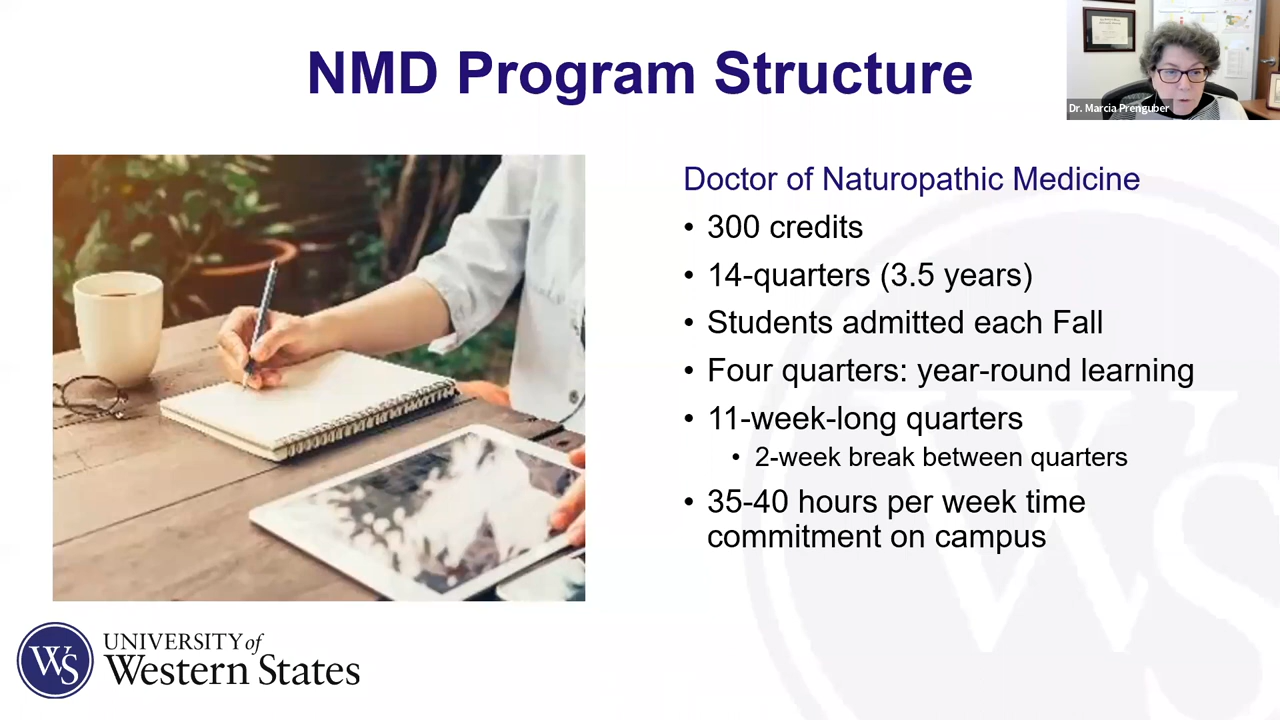 NMD Program Structure
Dr. Marcia Prenguber
Doctor of Naturopathic Medicine
• 300 credits
• 14-quarters (3.5 years)
• Students admitted each Fall
• Four quarters: year-round learning
• 11-week-long quarters
• 2-week break between quarters
• 35-40 hours per week time
commitment on campus
WS
UNIVERSITY of
Western States
WS